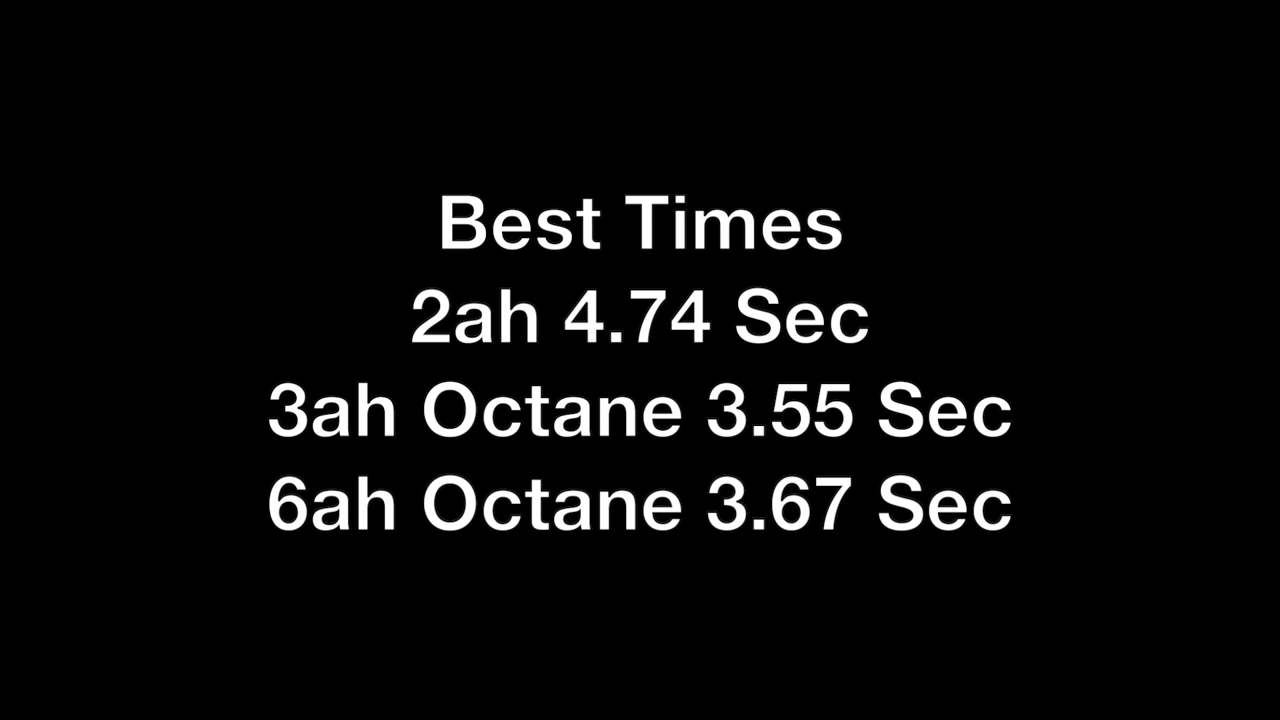 Best Times
2ah 4.74 Sec
3ah Octane 3.55 Sec
6ah Octane 3.67 Sec